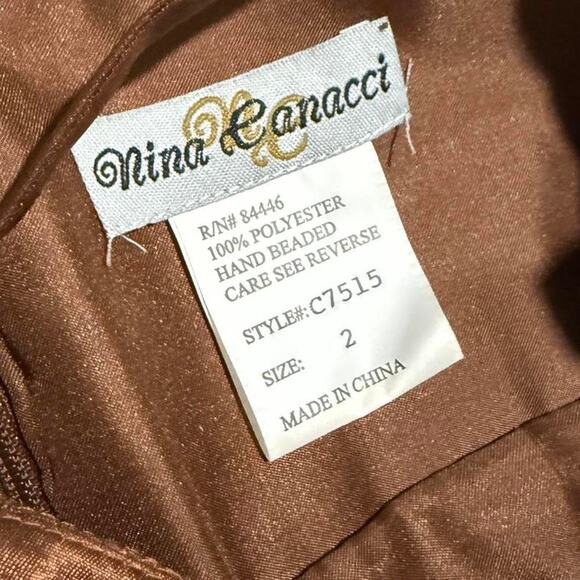 Nina Canacci
R/N# 84446
100% POLYESTER
HAND BEADED
CARE SEE REVERSE
STYLE#: C7515
SIZE: 2
MADE IN CHINA